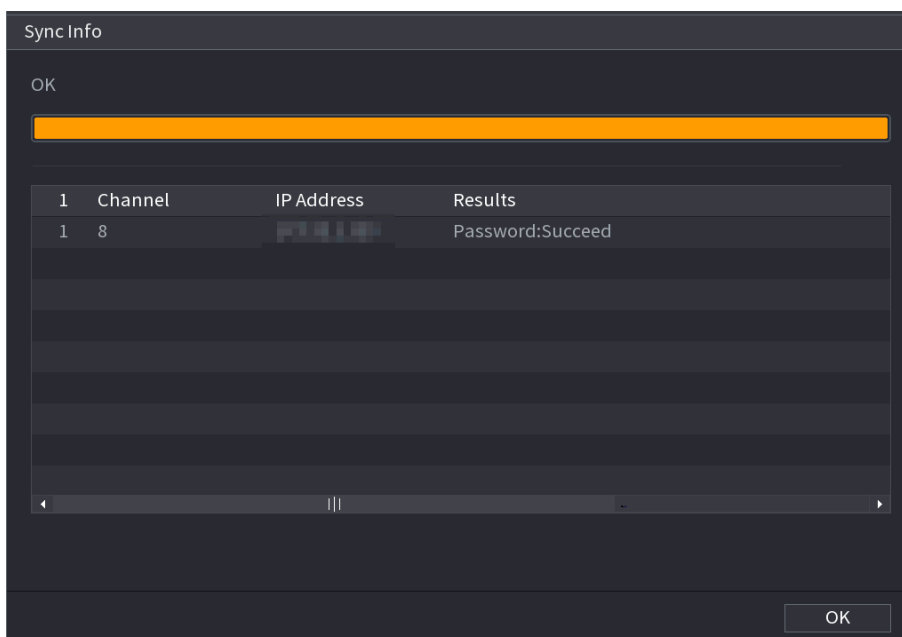 Sync Info
OK
1 Channel IP Address Results
1 8 Password:Succeed
OK